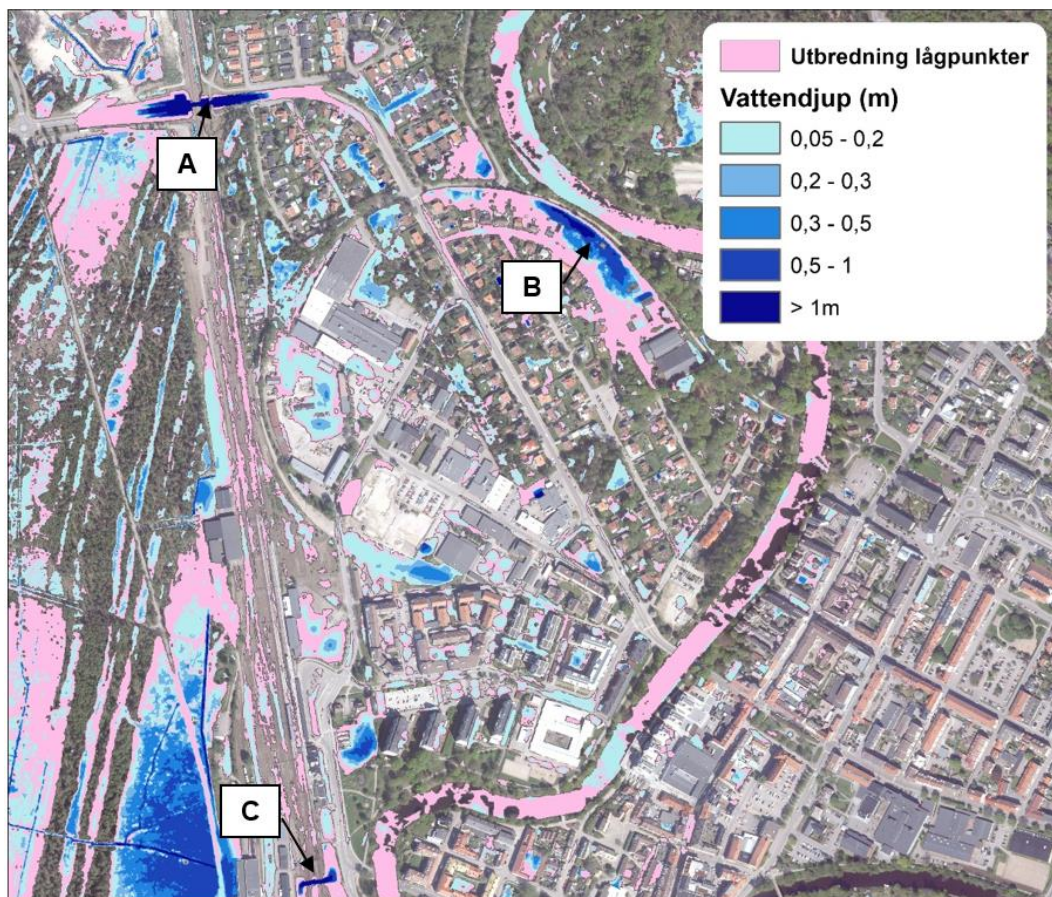 Utbredning lågpunkter
Vattendjup (m)
0,05 - 0,2
0,2 - 0,3
0,3 - 0,5
0,5 - 1
> 1m
A
B
C